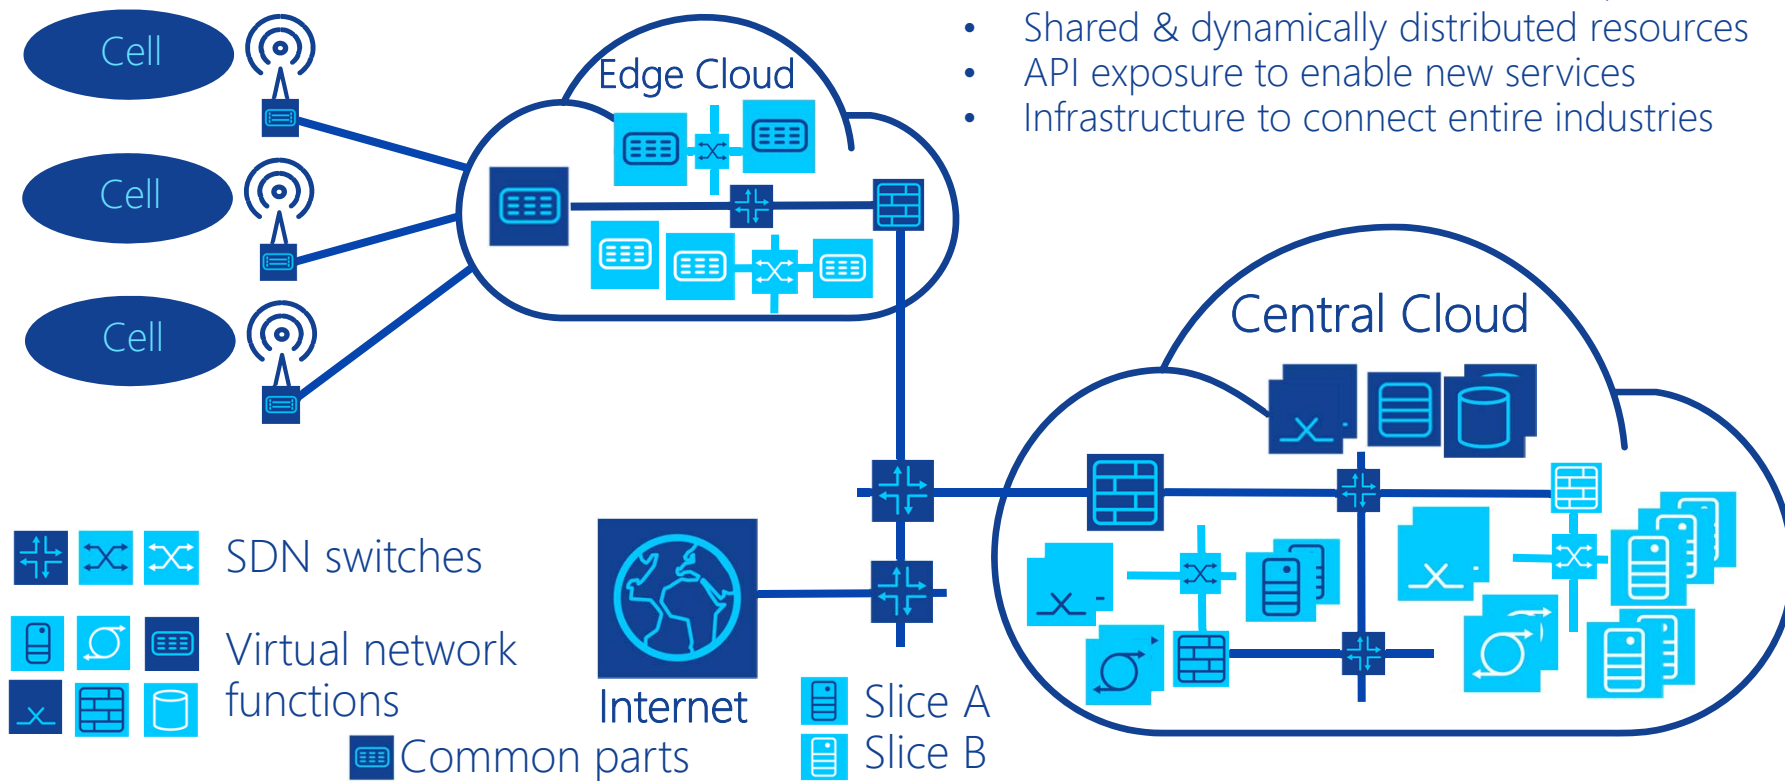 • Shared & dynamically distributed resources
• API exposure to enable new services
• Infrastructure to connect entire industries
Cell
Edge Cloud
Cell
Cell
Central Cloud
SDN switches
Virtual network
functions
Internet
Slice A
Slice B
Common parts